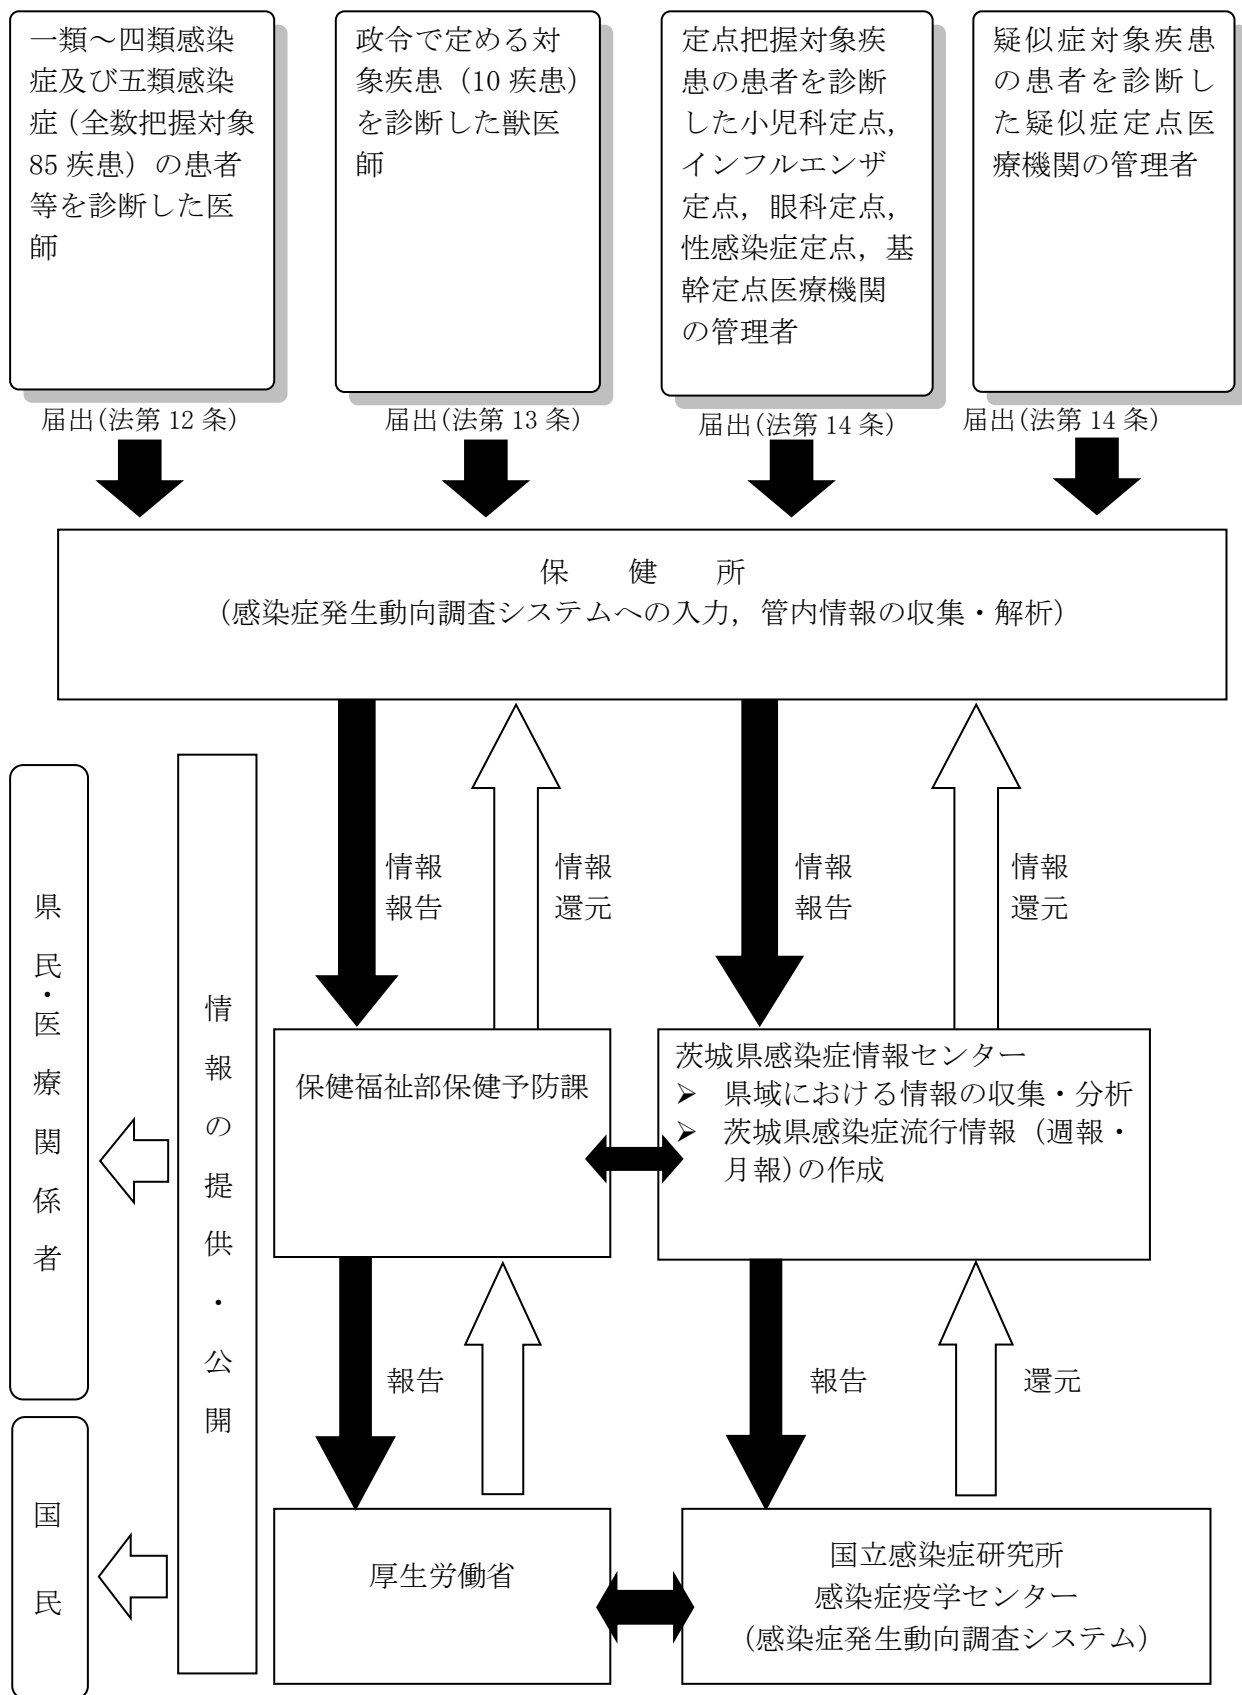 一類～四類感染
症及び五類感染
症（全数把握対象
85 疾患）の患者
等を診断した医
師
政令で定める対
象疾患（10 疾患）
を診断した獣医
師
定点把握対象疾
患の患者を診断
した小児科定点，
インフルエンザ
定点，眼科定点，
性感染症定点，基
幹定点医療機関
の管理者
疑似症対象疾患
の患者を診断し
た疑似症定点医
療機関の管理者
届出(法第 12 条)
届出(法第 13 条)
届出(法第 14 条)
届出(法第 14 条)
保　健　所
（感染症発生動向調査システムへの入力，管内情報の収集・解析）
情報
報告
情報
還元
情報
報告
情報
還元
県民・医療関係者
情報の提供・公開
保健福祉部保健予防課
茨城県感染症情報センター
➢ 県域における情報の収集・分析
➢ 茨城県感染症流行情報（週報・
月報)の作成
報告
報告
還元
国民
厚生労働省
国立感染症研究所
感染症疫学センター
（感染症発生動向調査システム）